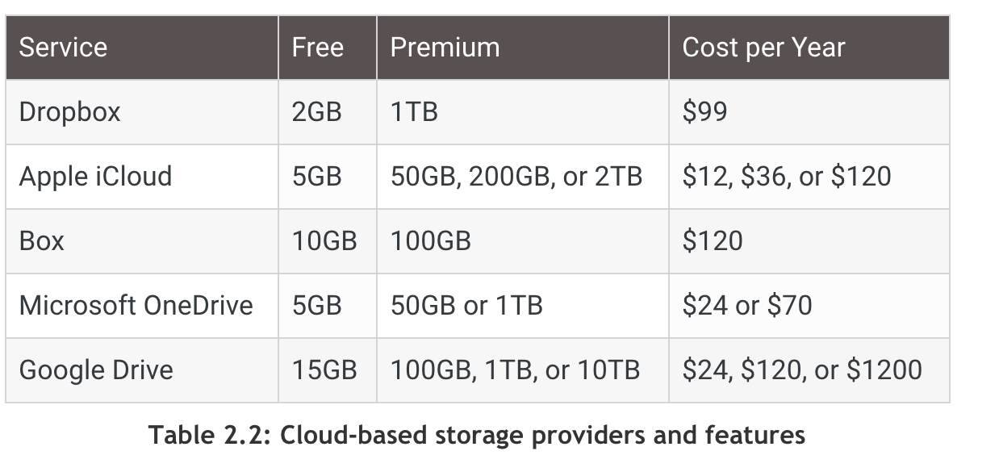 Service Free Premium Cost per Year
Dropbox 2GB 1TB $99
Apple iCloud 5GB 50GB, 200GB, or 2TB $12, $36, or $120
Box 10GB 100GB $120
Microsoft OneDrive 5GB 50GB or 1TB $24 or $70
Google Drive 15GB 100GB, 1TB, or 10TB $24, $120, or $1200
Table 2.2: Cloud-based storage providers and features